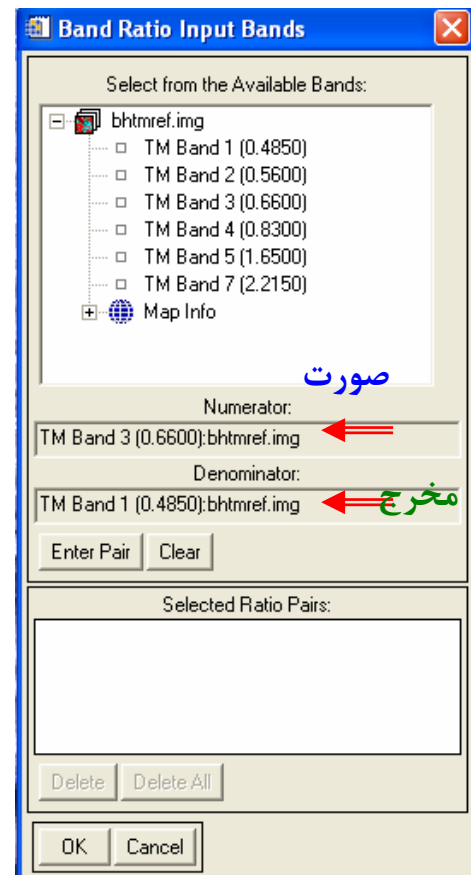 Band Ratio Input Bands
Select from the Available Bands:
bhtmref.img
TM Band 1 (0.4850)
TM Band 2 (0.5600)
TM Band 3 (0.6600)
TM Band 4 (0.8300)
TM Band 5 (1.6500)
TM Band 7 (2.2150)
Map Info
صورت
Numerator:
TM Band 3 (0.6600):bhtmref.img
Denominator:
مخرج
TM Band 1 (0.4850):bhtmref.img
Enter Pair Clear
Selected Ratio Pairs:
Delete Delete All
OK Cancel